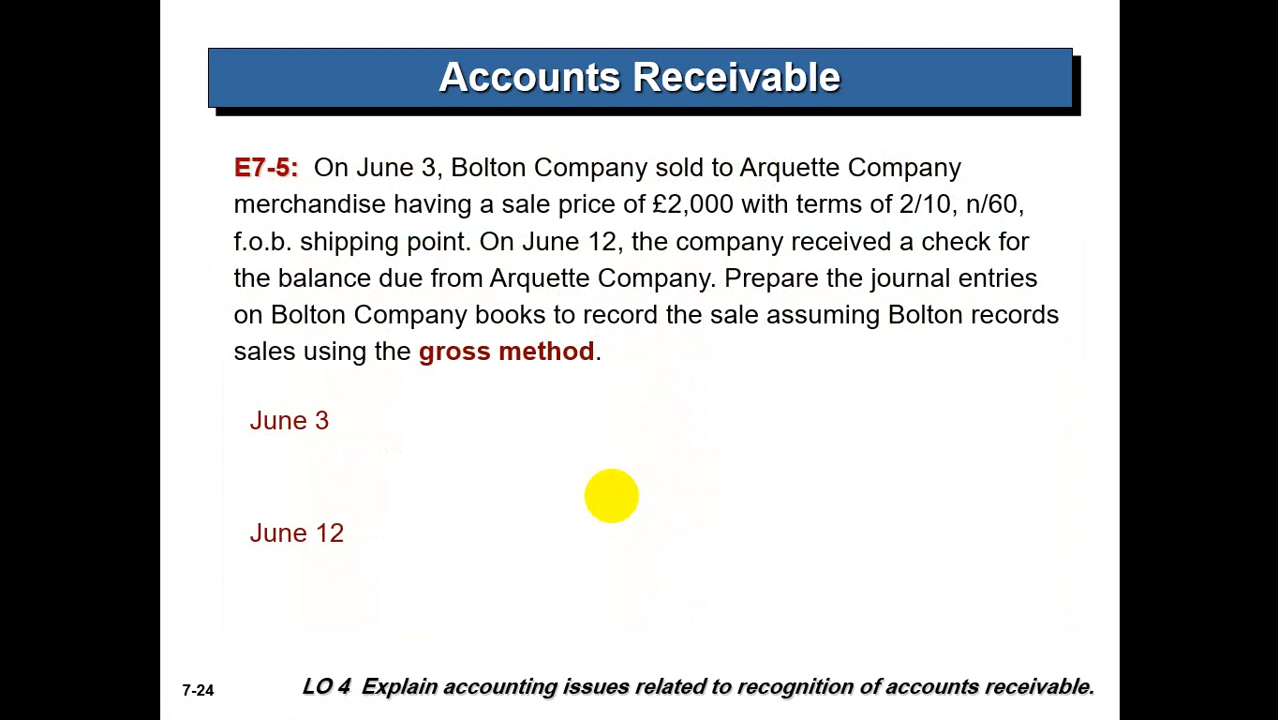 Accounts Receivable
E7-5: On June 3, Bolton Company sold to Arquette Company
merchandise having a sale price of £2,000 with terms of 2/10, n/60,
f.o.b. shipping point. On June 12, the company received a check for
the balance due from Arquette Company. Prepare the journal entries
on Bolton Company books to record the sale assuming Bolton records
sales using the gross method.
June 3
June 12
7-24
LO 4 Explain accounting issues related to recognition of accounts receivable.